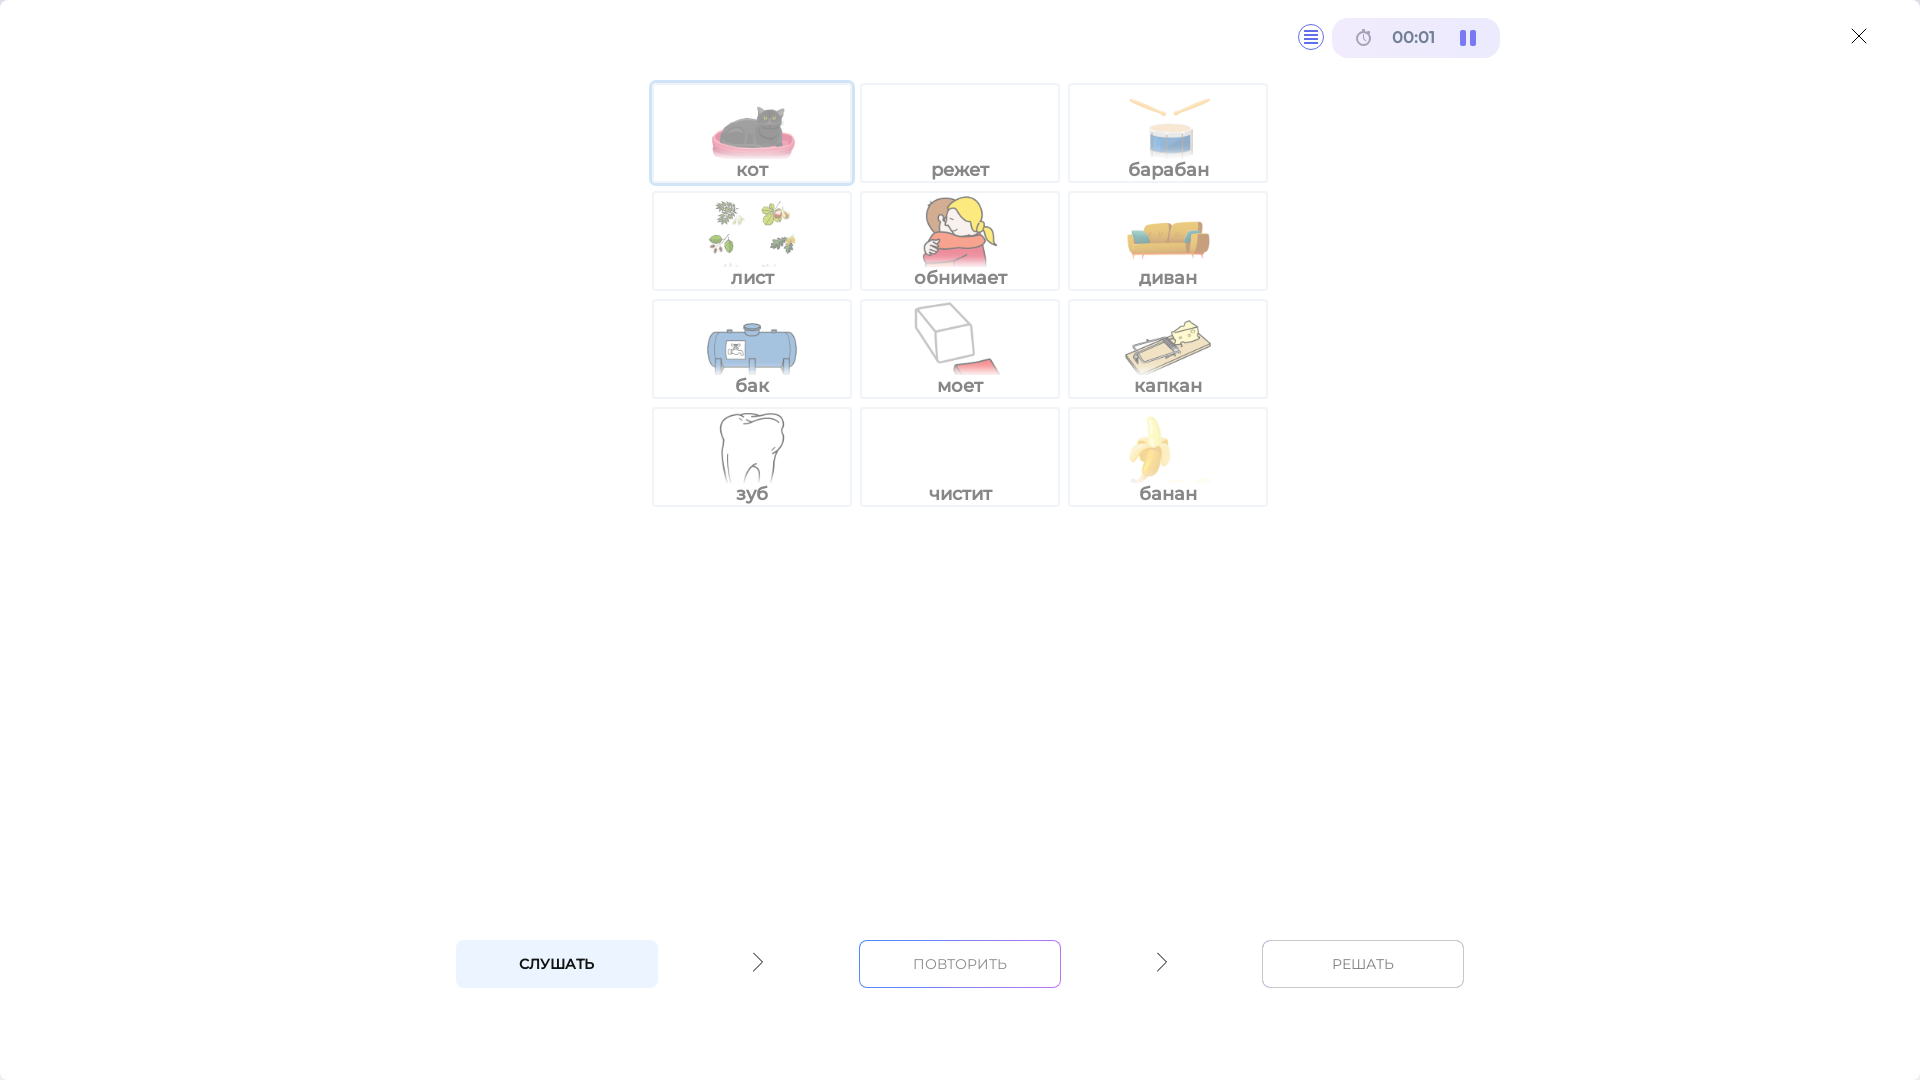 00:01
кот
режет
барабан
лист
обнимает
диван
бак
моет
капкан
зуб
чистит
банан
СЛУШАТЬ
ПОВТОРИТЬ
РЕШАТЬ